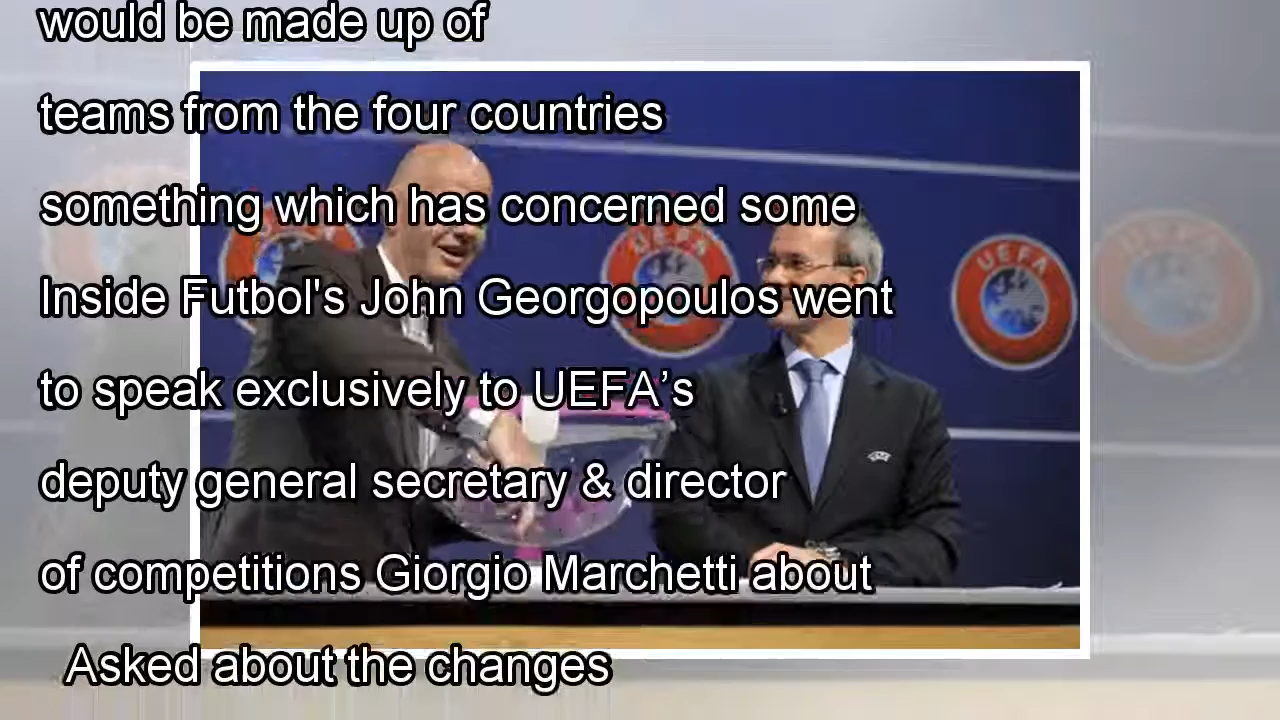 would be made up of
teams from the four countries
something which has concerned some
Inside Futbol's John Georgopoulos went
to speak exclusively to UEFA’s
deputy general secretary & director
of competitions Giorgio Marchetti about
Asked about the changes
UEFA